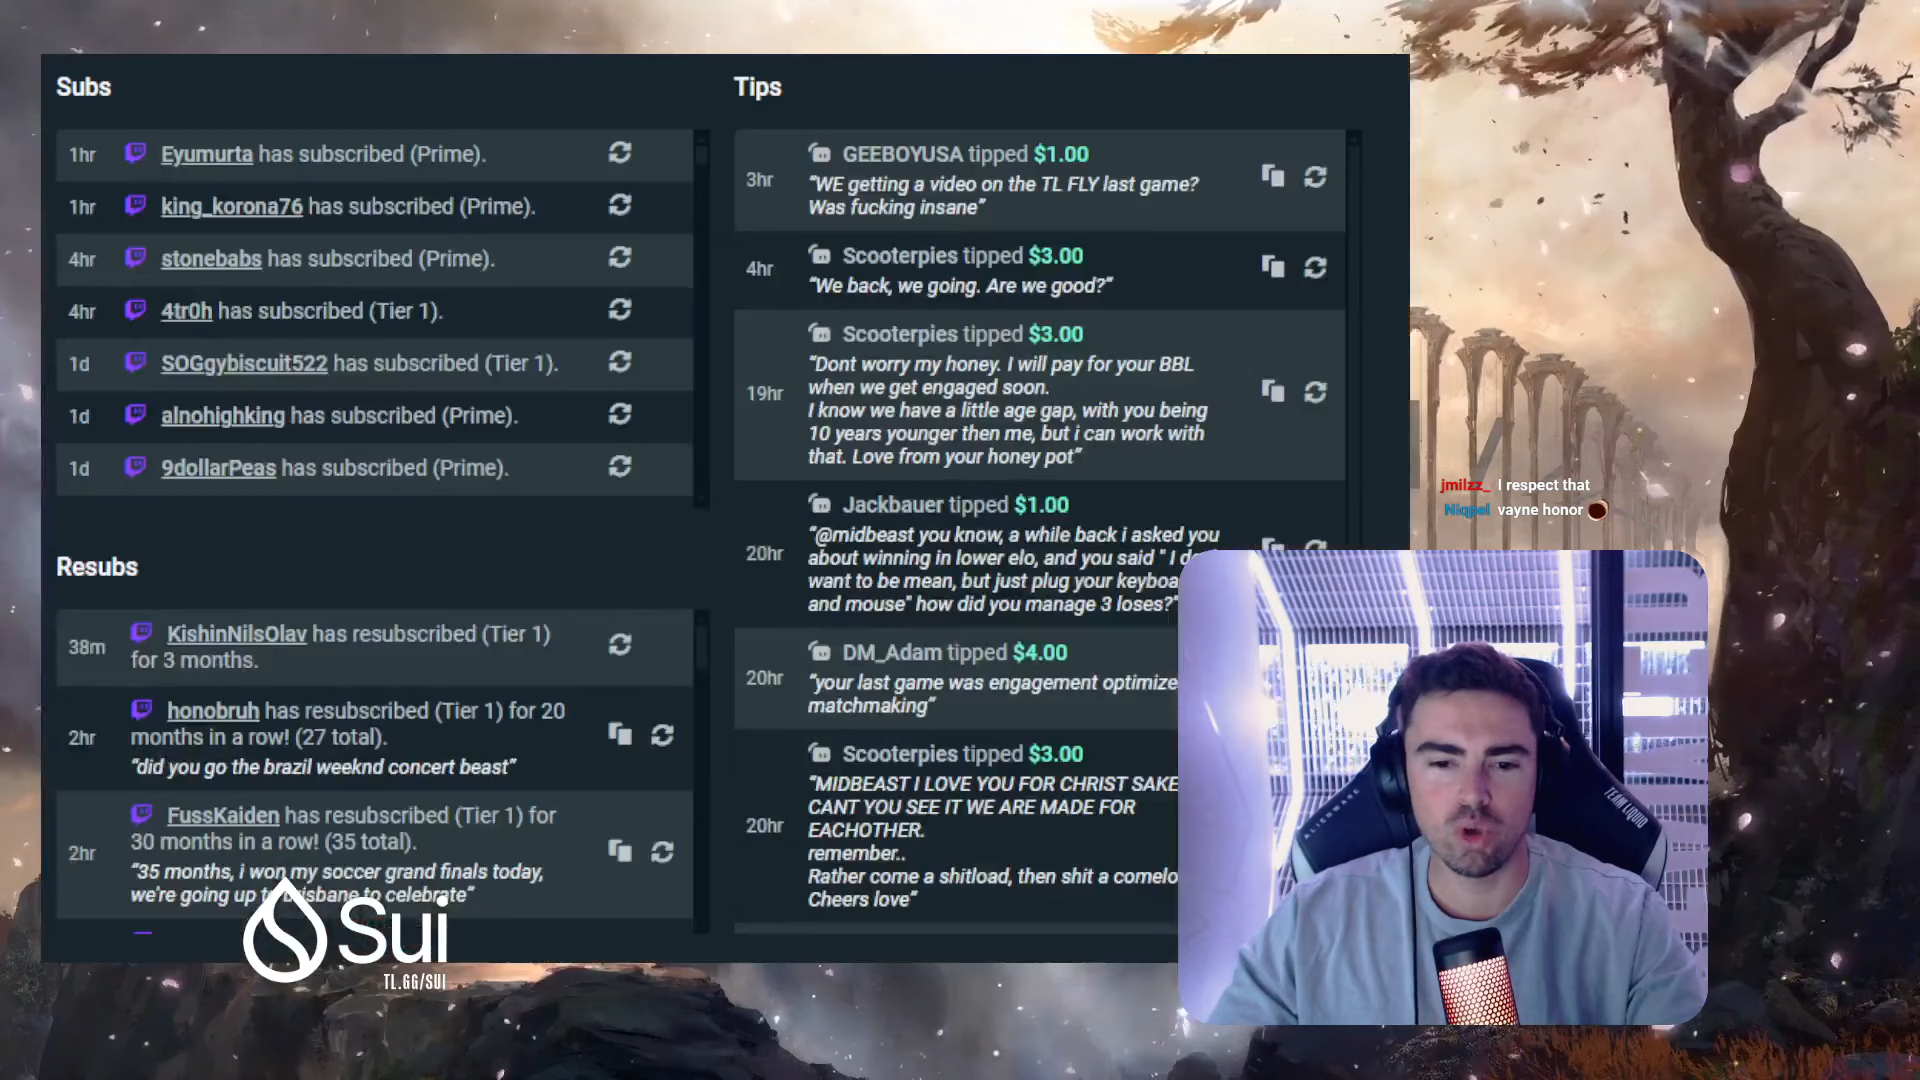 Subs
1hr Eyumurta has subscribed (Prime).
1hr king_korona76 has subscribed (Prime).
4hr stonebabs has subscribed (Prime).
4hr 4tr0h has subscribed (Tier 1).
1d SOGgybiscuit522 has subscribed (Tier 1).
1d alnohighking has subscribed (Prime).
1d 9dollarPeas has subscribed (Prime).
Resubs
38m KishinNilsOlav has resubscribed (Tier 1)
for 3 months.
2hr honobruh has resubscribed (Tier 1) for 20
months in a row! (27 total).
"did you go the brazil weeknd concert beast"
2hr FussKaiden has resubscribed (Tier 1) for
30 months in a row! (35 total).
"35 months, i won my soccer grand finals today,
we're going up to brisbane to celebrate"
Sui
TL.GG/SUI
Tips
3hr GEEBOYUSA tipped $1.00
"WE getting a video on the TL FLY last game?
Was fucking insane"
4hr Scooterpies tipped $3.00
"We back, we going. Are we good?"
19hr Scooterpies tipped $3.00
"Dont worry my honey. I will pay for your BBL
when we get engaged soon.
I know we have a little age gap, with you being
10 years younger then me, but i can work with
that. Love from your honey pot"
20hr Jackbauer tipped $1.00
"@midbeast you know, a while back i asked you
about winning in lower elo, and you said " I
want to be mean, but just plug your
and mouse" how did you manage 3 loses?"
20hr DM_Adam tipped $4.00
"your last game was engagement optimize
matchmaking"
20hr Scooterpies tipped $3.00
"MIDBEAST I LOVE YOU FOR CHRIST SAKE
CANT YOU SEE IT WE ARE MADE FOR
EACHOTHER.
remember..
Rather come a shitload, then shit a
Cheers love"
jmilzz_ I respect that
Niqpel vayne honor
ALIENWARE
TEAM LIQUID